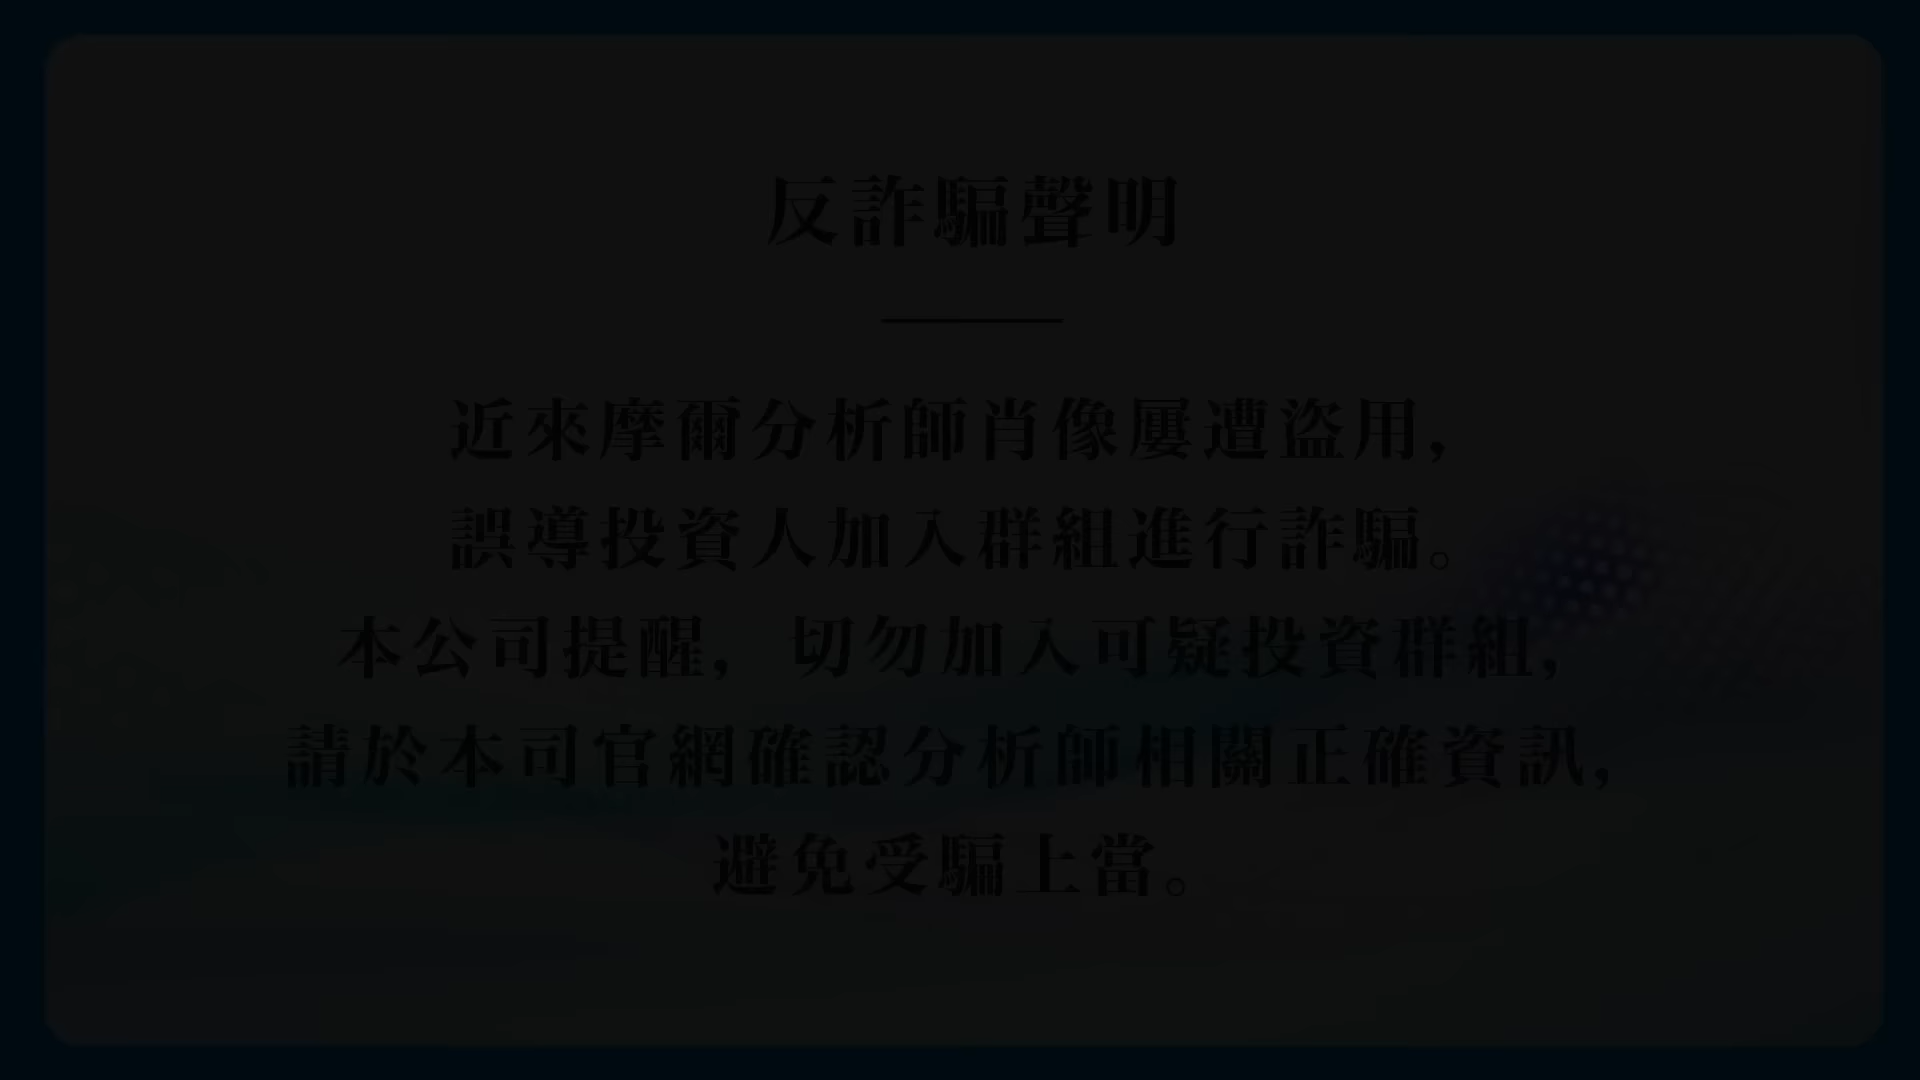 反詐騙聲明
近來摩爾分析師肖像屢遭盜用，
誤導投資人加入群組進行詐騙。
本公司提醒，切勿加入可疑投資群組，
請於本司官網確認分析師相關正確資訊，
避免受騙上當。